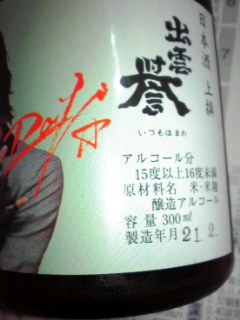 日本酒 上撰
出雲誉
いづもほまれ
アルコール分
15度以上16度未満
原材料名 米・米麹
醸造アルコール
容量 300ml
製造年月 21.2.